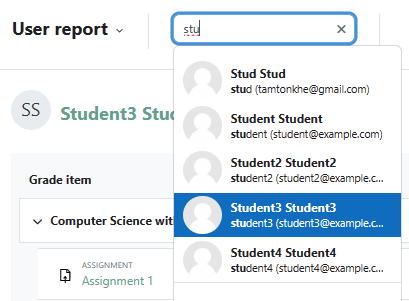 User report
stu
Stud Stud
stud (tamtonkhe@gmail.com)
Student Student
student (student@example.com)
Student2 Student2
student2 (student2@example.c...
Student3 Student3
student3 (student3@example.c...
Student4 Student4
student4 (student4@example.c...
SS
Student3 Stu
Grade item
Computer Science wit
ASSIGNMENT
Assignment 1